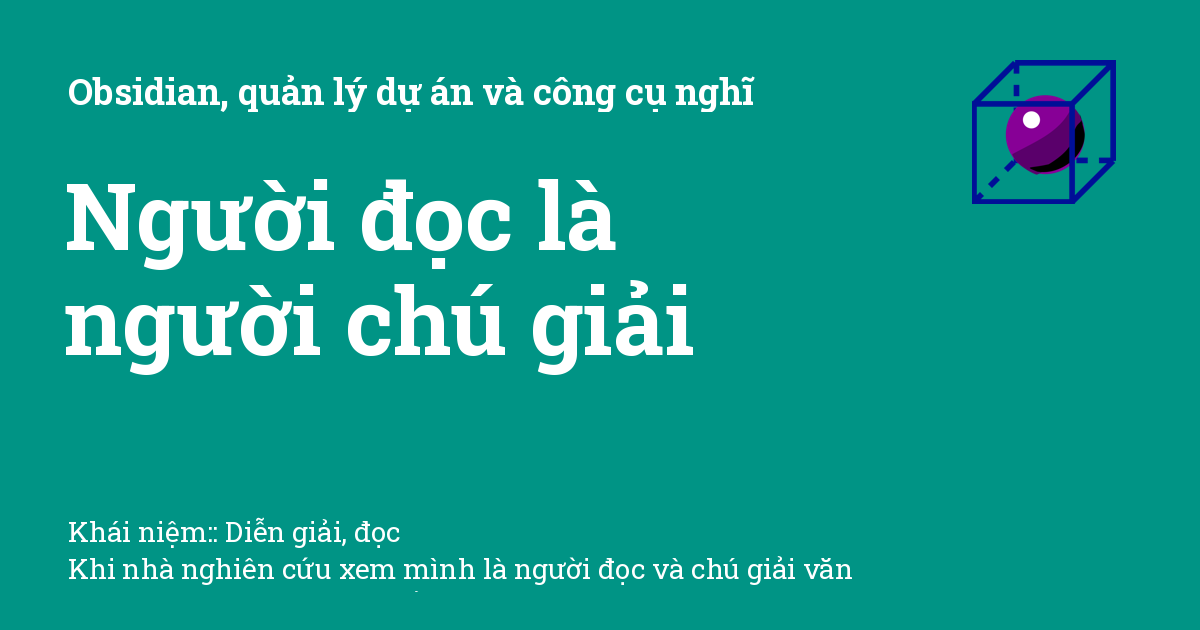 Obsidian, quản lý dự án và công cụ nghĩ
Người đọc là
người chú giải
Khái niệm:: Diễn giải, đọc
Khi nhà nghiên cứu xem mình là người đọc và chú giải văn